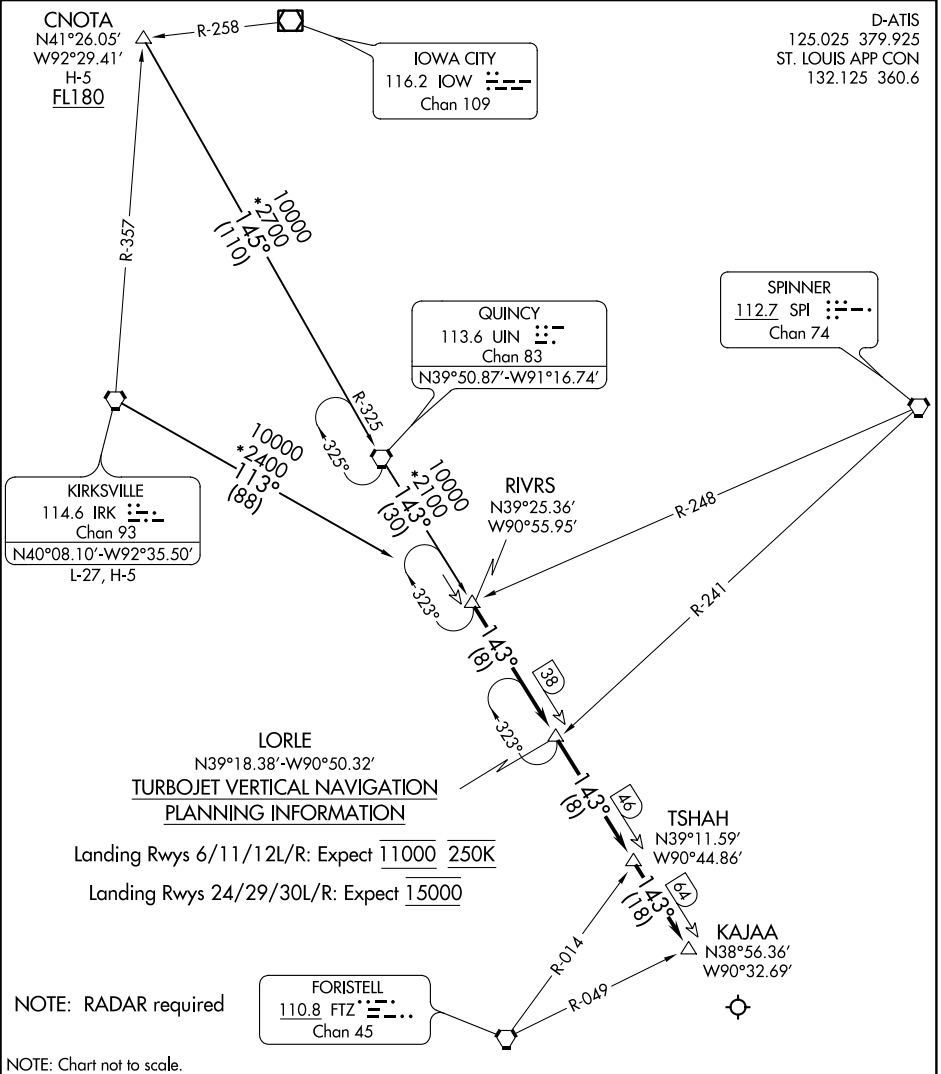 CNOTA
N41°26.05'
W92°29.41'
H-5
FL180
R-258
IOWA CITY
116.2 IOW
Chan 109
D-ATIS
125.025 379.925
ST. LOUIS APP CON
132.125 360.6
R-357
10000
*2700
145°
(110)
QUINCY
113.6 UIN
Chan 83
N39°50.87'-W91°16.74'
SPINNER
112.7 SPI
Chan 74
R-325
325°
KIRKSVILLE
114.6 IRK
Chan 93
N40°08.10'-W92°35.50'
L-27, H-5
10000
*2400
113°
(88)
10000
*2100
143°
(30)
RIVRS
N39°25.36'
W90°55.95'
R-248
R-241
323°
143°
(8)
38
323°
LORLE
N39°18.38'-W90°50.32'
TURBOJET VERTICAL NAVIGATION
PLANNING INFORMATION
Landing Rwys 6/11/12L/R: Expect 11000 250K
Landing Rwys 24/29/30L/R: Expect 15000
143°
(8)
46
TSHAH
N39°11.59'
W90°44.86'
143°
(18)
64
KAJAA
N38°56.36'
W90°32.69'
R-014
R-049
FORISTELL
110.8 FTZ
Chan 45
NOTE: RADAR required
NOTE: Chart not to scale.